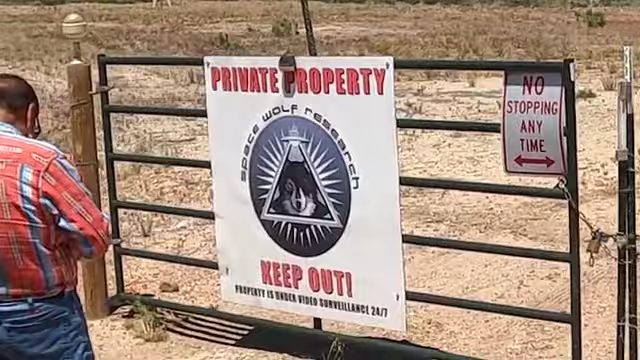 PRIVATE PROPERTY
SPACE WOLF RESEARCH
KEEP OUT!
PROPERTY IS UNDER VIDEO SURVEILLANCE 24/7
NO
STOPPING
ANY
TIME